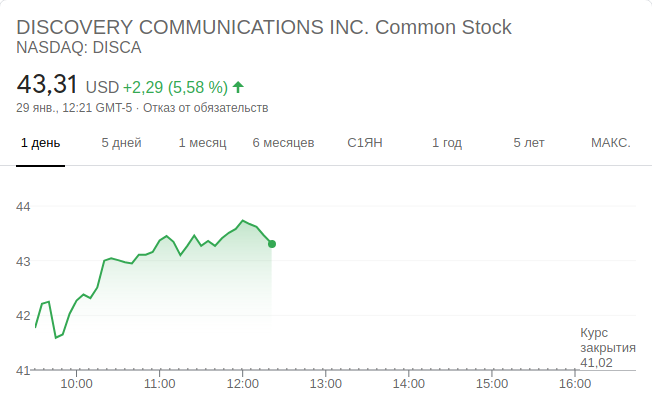 DISCOVERY COMMUNICATIONS INC. Common Stock
NASDAQ: DISCA
43,31 USD +2,29 (5,58 %)
29 янв., 12:21 GMT-5 · Отказ от обязательств
1 день 5 дней 1 месяц 6 месяцев С1ЯН 1 год 5 лет МАКС.
44
43
42
41
Курс
закрытия
41,02
10:00 11:00 12:00 13:00 14:00 15:00 16:00